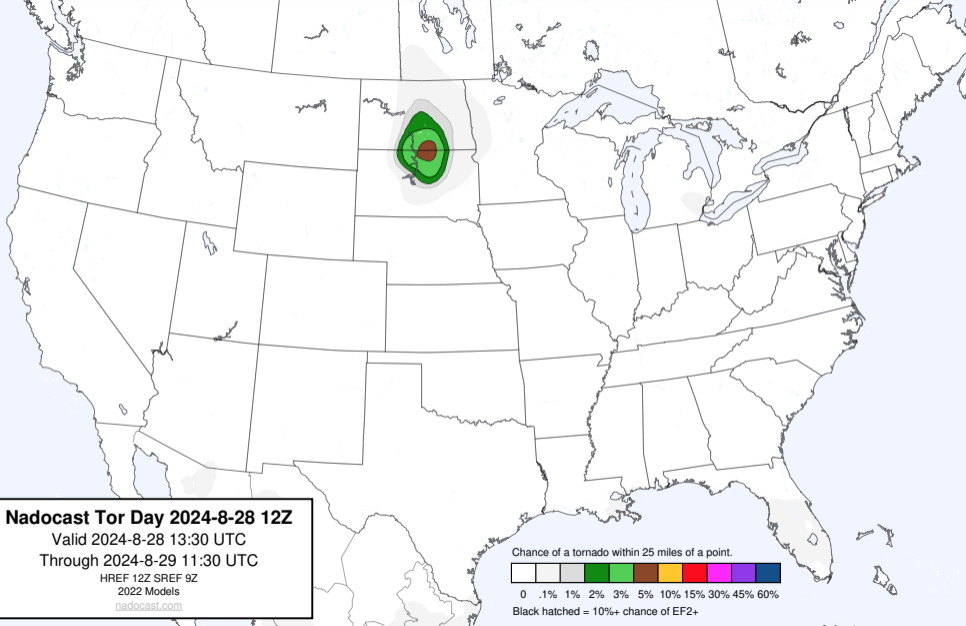 Nadocast Tor Day 2024-8-28 12Z
Valid 2024-8-28 13:30 UTC
Through 2024-8-29 11:30 UTC
HREF 12Z SREF 9Z
2022 Models
nadocast.com
Chance of a tornado within 25 miles of a point.
0 .1% 1% 2% 3% 5% 10% 15% 30% 45% 60%
Black hatched = 10%+ chance of EF2+